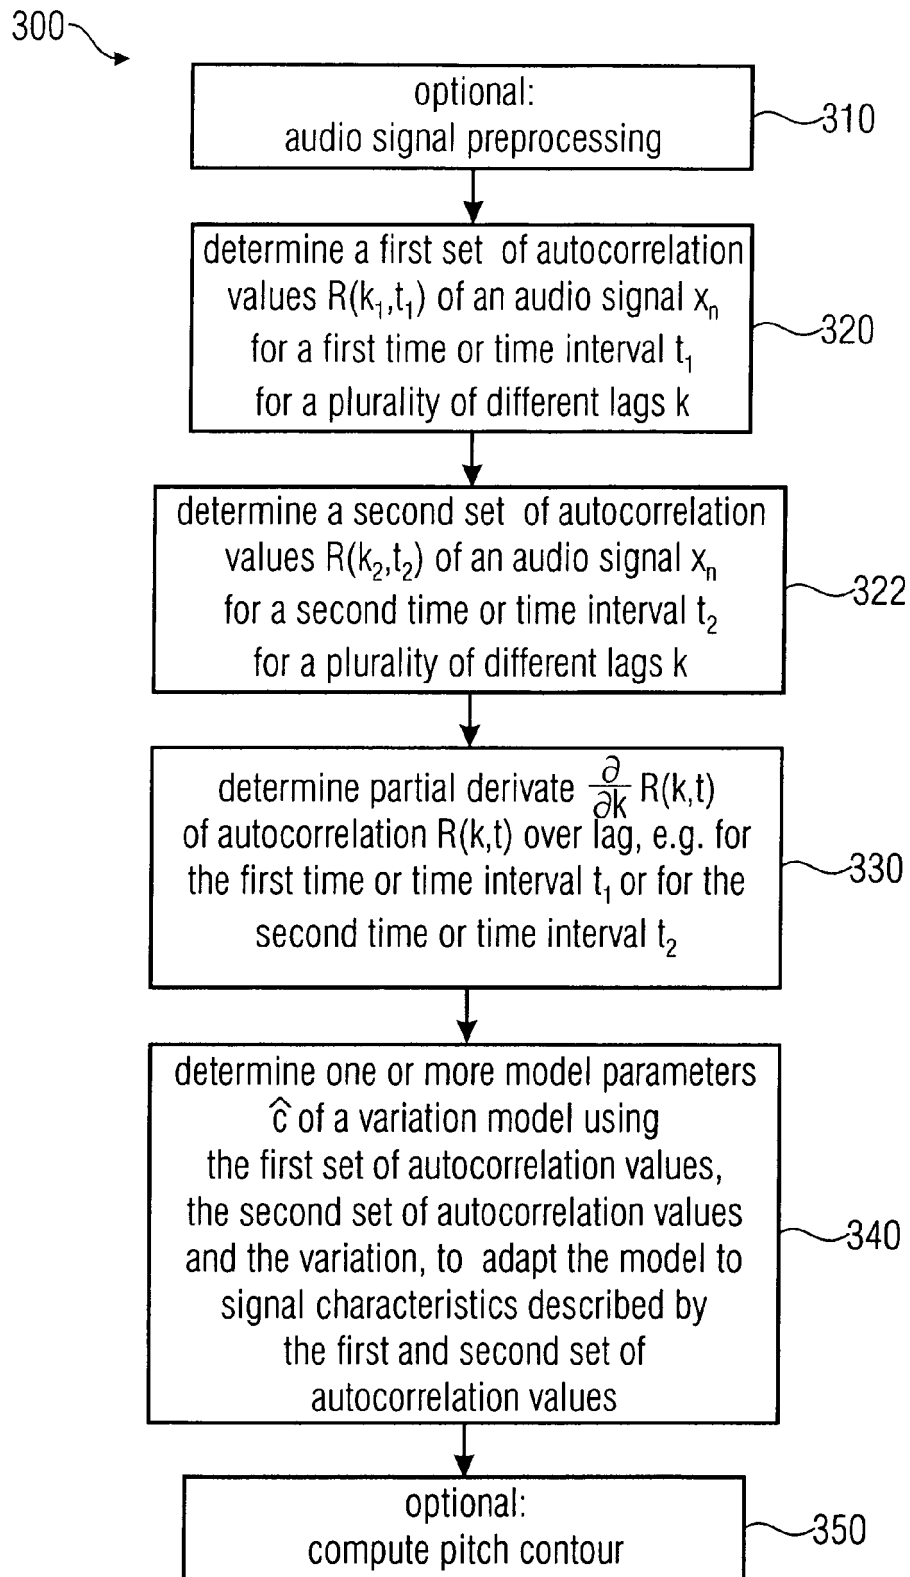 300
optional:
audio signal preprocessing
310
determine a first set of autocorrelation
values R(k₁,t₁) of an audio signal xₙ
for a first time or time interval t₁
for a plurality of different lags k
320
determine a second set of autocorrelation
values R(k₂,t₂) of an audio signal xₙ
for a second time or time interval t₂
for a plurality of different lags k
322
determine partial derivate ∂/∂k R(k,t)
of autocorrelation R(k,t) over lag, e.g. for
the first time or time interval t₁ or for the
second time or time interval t₂
330
determine one or more model parameters
ĉ of a variation model using
the first set of autocorrelation values,
the second set of autocorrelation values
and the variation, to adapt the model to
signal characteristics described by
the first and second set of
autocorrelation values
340
optional:
compute pitch contour
350